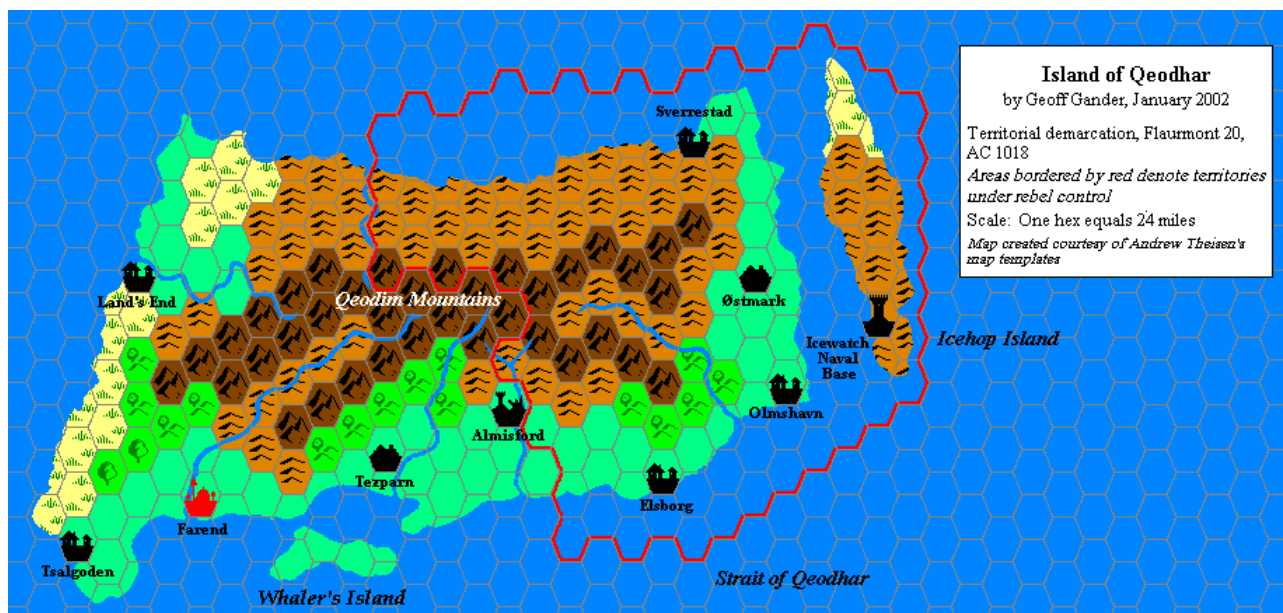 Island of Qeodhar
by Geoff Gander, January 2002
Territorial demarcation, Flaurmont 20,
AC 1018
Areas bordered by red denote territories
under rebel control
Scale: One hex equals 24 miles
Map created courtesy of Andrew Theisen's
map templates
Sverrestad
Land's End
Qeodim Mountains
Østmark
Icewatch
Naval
Base
Icehop Island
Olmshavn
Almisford
Tezparn
Elsborg
Farend
Tsalgoden
Whaler's Island
Strait of Qeodhar